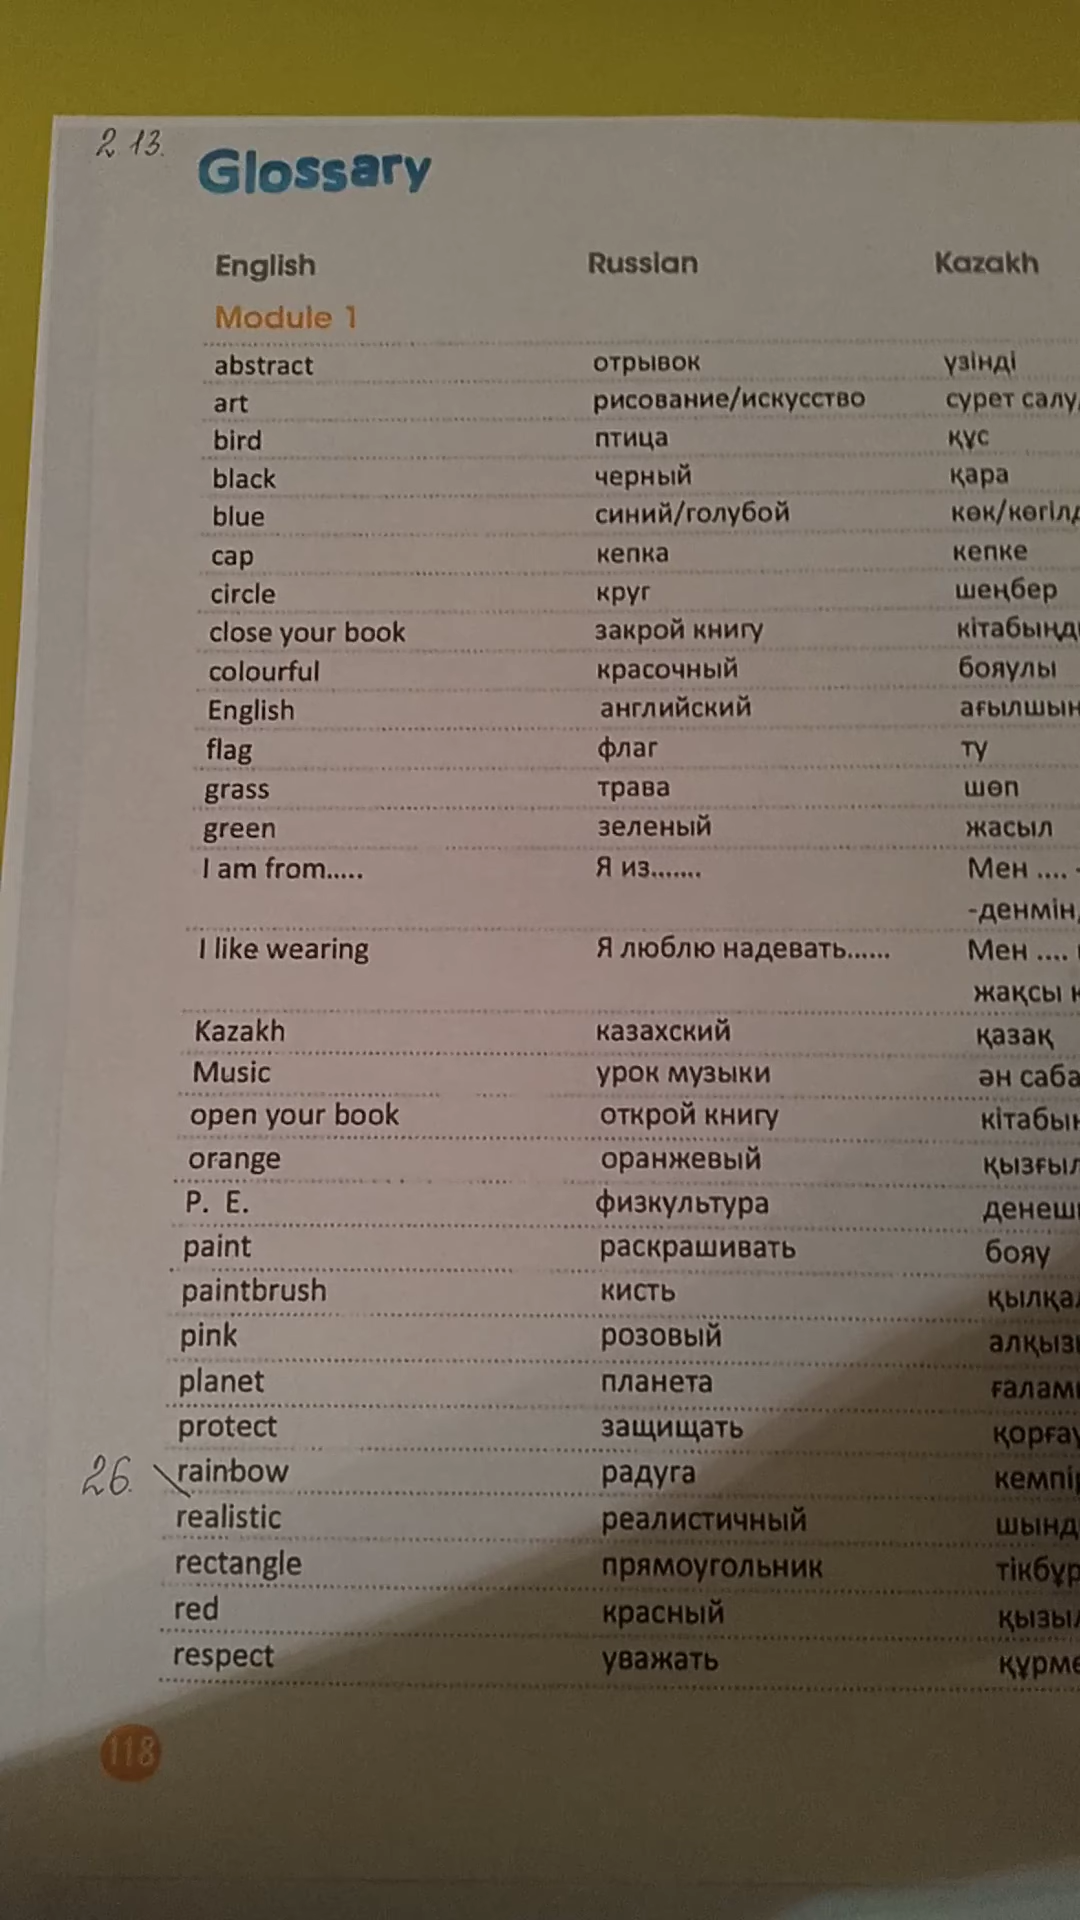 2 13.
Glossary
English Russian Kazakh
Module 1
abstract отрывок үзінді
art рисование/искусство сурет салу,
bird птица құс
black черный қара
blue синий/голубой
cap кепка кепке
circle круг шеңбер
close your book закрой книгу
colourful красочный бояулы
English английский
flag флаг ту
grass трава шөп
green зеленый жасыл
I am from..... Я из....... Мен ....
-денмін,
I like wearing Я люблю надевать...... Мен ....
жақсы
Kazakh казахский қазақ
Music урок музыки ән
open your book открой книгу
orange оранжевый
P. E. физкультура
paint раскрашивать бояу
paintbrush кисть
pink розовый
planet планета
protect защищать
26. rainbow радуга
realistic реалистичный
rectangle прямоугольник
red красный
respect уважать
118